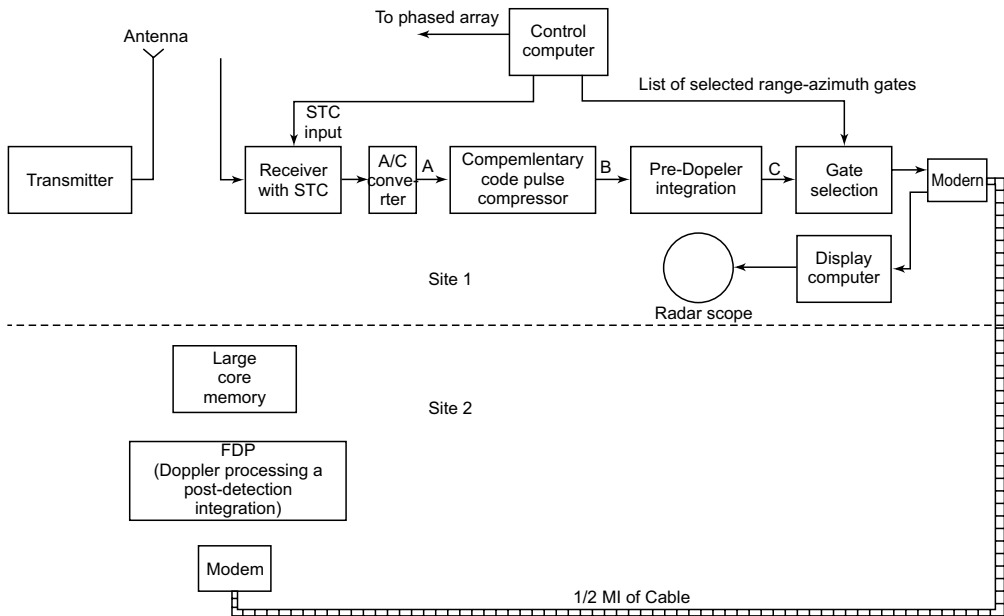 To phased array
Control
computer
Antenna
List of selected range-azimuth gates
STC
input
Transmitter
Receiver
with STC
A/C
conve-
rter
A
Compemlentary
code pulse
compressor
B
Pre-Dopeler
integration
C
Gate
selection
Modern
Display
computer
Radar scope
Site 1
Large
core
memory
Site 2
FDP
(Doppler processing a
post-detection
integration)
Modem
1/2 MI of Cable